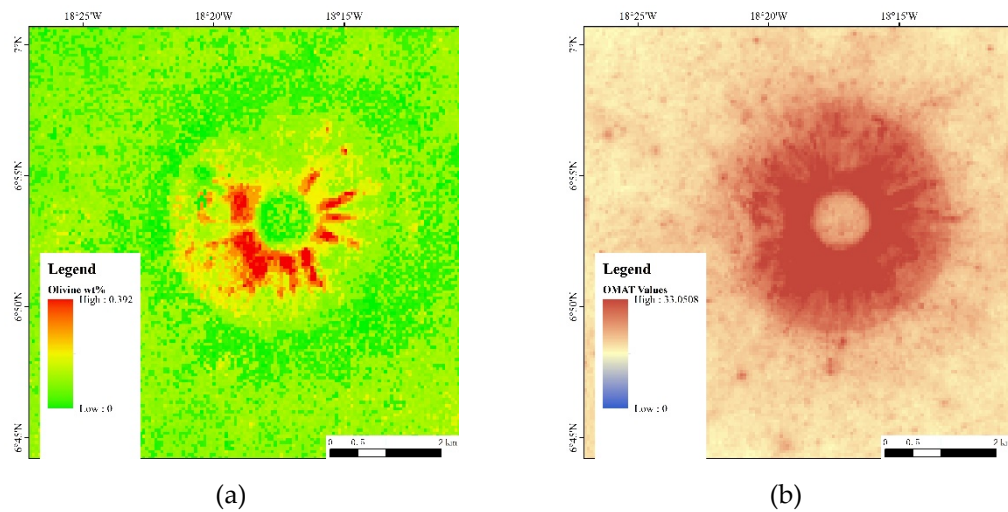 18°25'W 18°20'W 18°15'W
7°N
6°55'N
6°50'N
6°45'N
Legend
Olivine wt%
High : 0.392
Low : 0
0 0.5 2 km
(a)
18°25'W 18°20'W 18°15'W
7°N
6°55'N
6°50'N
6°45'N
Legend
OMAT Values
High : 33.0508
Low : 0
0 0.5 2 km
(b)